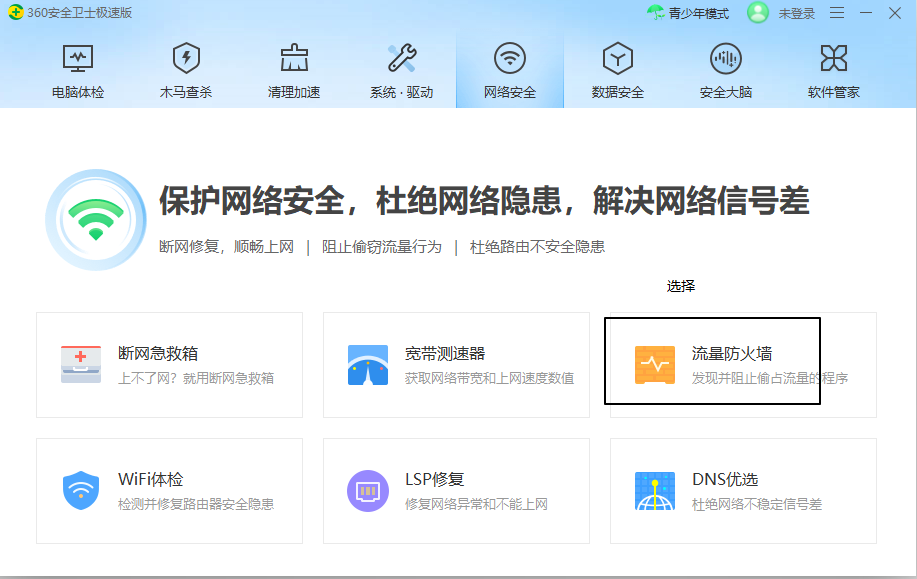 360安全卫士极速版
青少年模式 未登录
电脑体检 木马查杀 清理加速 系统·驱动 网络安全 数据安全 安全大脑 软件管家
保护网络安全，杜绝网络隐患，解决网络信号差
断网修复，顺畅上网 | 阻止偷窃流量行为 | 杜绝路由不安全隐患
选择
断网急救箱
上不了网？就用断网急救箱
宽带测速器
获取网络带宽和上网速度数值
流量防火墙
发现并阻止偷占流量的程序
WiFi体检
检测并修复路由器安全隐患
LSP修复
修复网络异常和不能上网
DNS优选
杜绝网络不稳定信号差